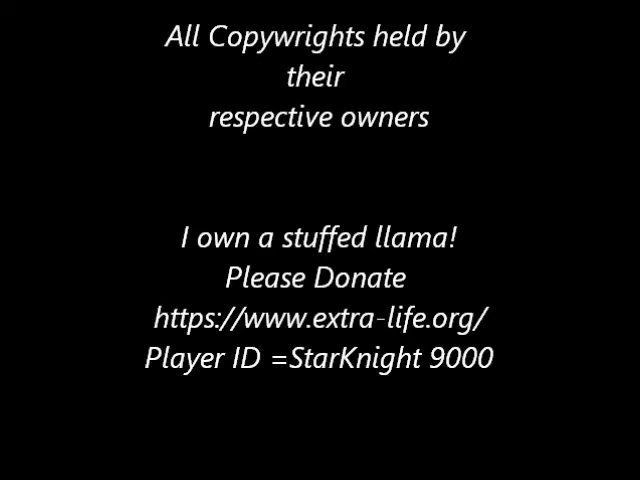 All Copywrights held by
their
respective owners
I own a stuffed llama!
Please Donate
https://www.extra-life.org/
Player ID =StarKnight 9000